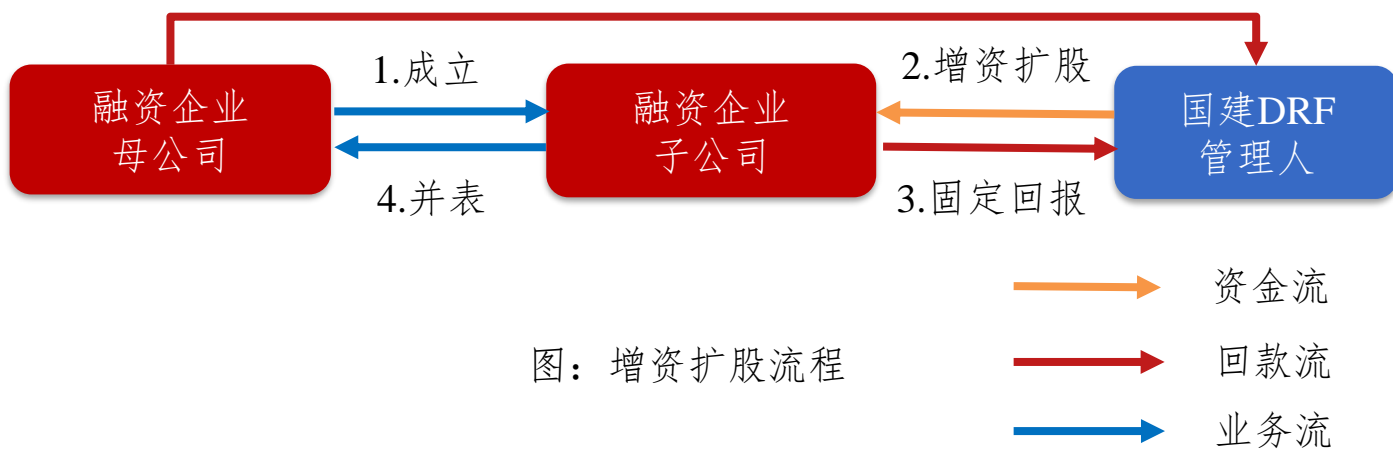 1.成立
2.增资扩股
融资企业
母公司
融资企业
子公司
国建DRF
管理人
4.并表
3.固定回报
资金流
图：增资扩股流程
回款流
业务流